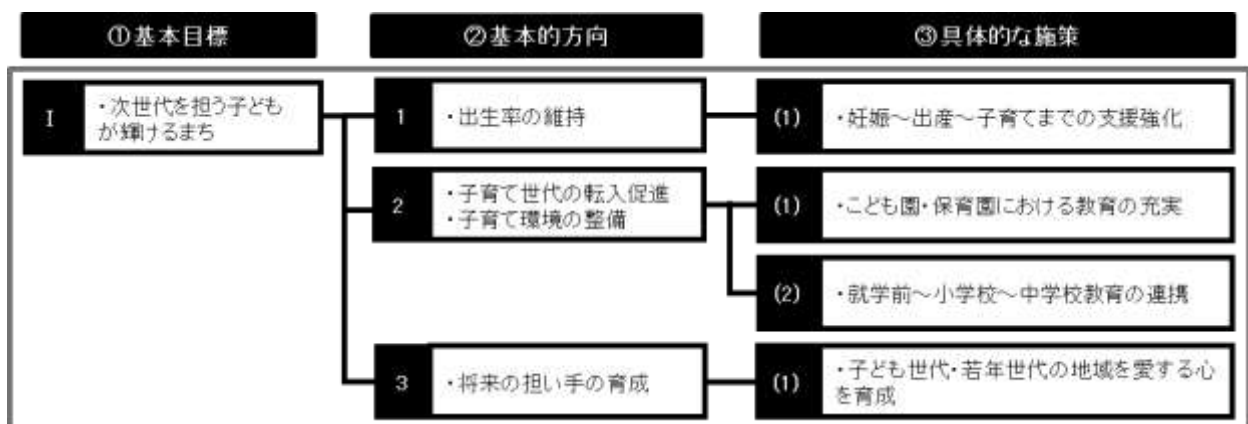 ①基本目標
②基本的方向
③具体的な施策
I
・次世代を担う子ども
が輝けるまち
1
・出生率の維持
(1)
・妊娠～出産～子育てまでの支援強化
2
・子育て世代の転入促進
・子育て環境の整備
(1)
・こども園・保育園における教育の充実
(2)
・就学前～小学校～中学校教育の連携
3
・将来の担い手の育成
(1)
・子ども世代・若年世代の地域を愛する心
を育成